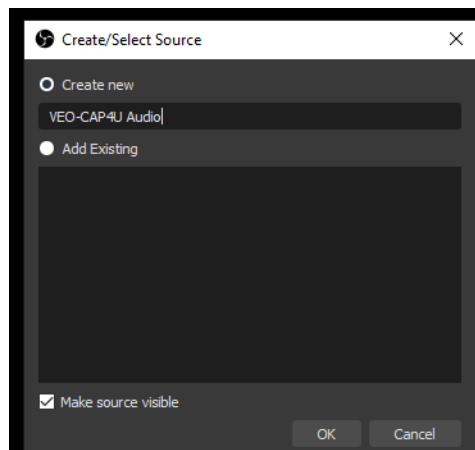 Create/Select Source
Create new
VEO-CAP4U Audio
Add Existing
Make source visible
OK
Cancel